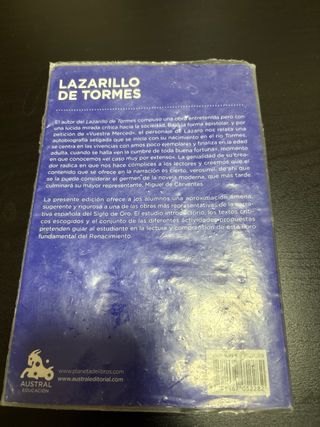 LAZARILLO
DE TORMES
El autor del Lazarillo de Tormes compuso una obra entretenida pero con
una lúcida mirada crítica hacia la sociedad. Bajo la forma epistolar, y por
petición de «Vuestra Merced», el personaje de Lázaro nos relata una
autobiografía seguida que se inicia con su nacimiento en el río Tormes,
se centra en las vivencias con amos poco ejemplares y finaliza en la edad
adulta, cuando se halla «en la cumbre de toda buena fortuna», momento
en que conocemos «el caso muy por extenso». La genialidad de su crea-
dor radica en que nos hace cómplices a los lectores y creemos que el
contenido que se ofrece en la narración es cierto, verosímil, de ahí que
se la pueda considerar el germen de la novela moderna, que más tarde
culminará su mayor representante, Miguel de Cervantes.
La presente edición ofrece a los alumnos una aproximación amena,
sugerente y rigurosa a una de las obras más representativas de la narra-
tiva española del Siglo de Oro. El estudio introductorio, los textos críti-
cos escogidos y el conjunto de las diferentes actividades propuestas
pretenden guiar al estudiante en la lectura y comprensión de este libro
fundamental del Renacimiento.
AUSTRAL
EDUCACIÓN
www.planetadelibros.com
www.australeditorial.com